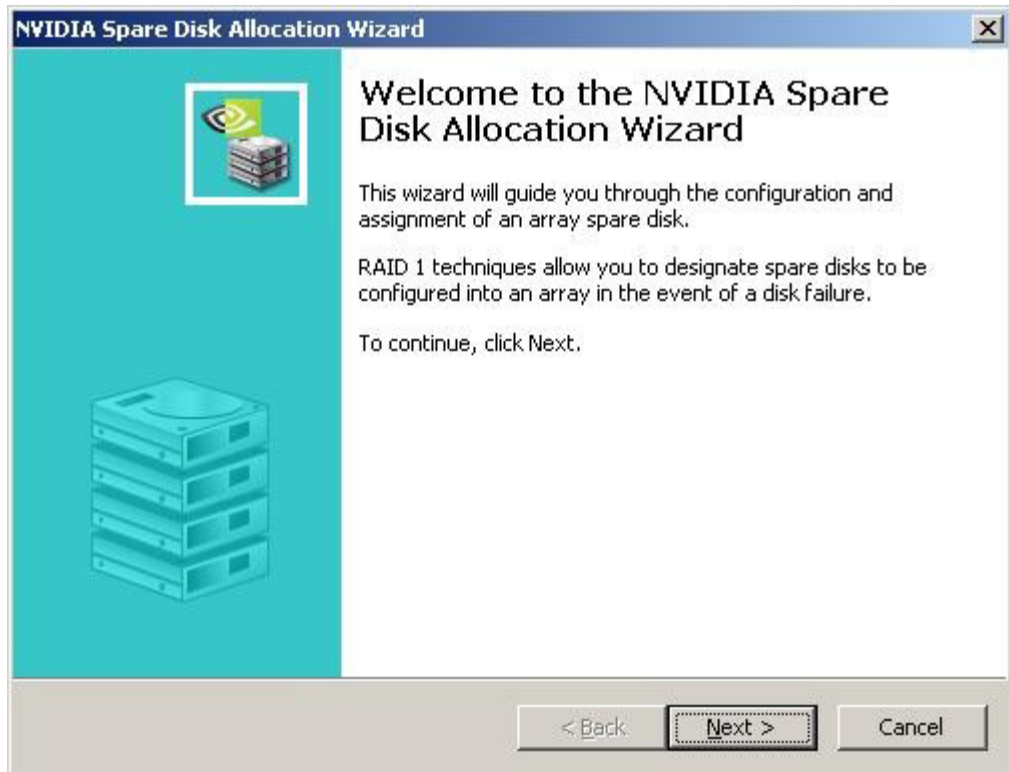 NVIDIA Spare Disk Allocation Wizard
Welcome to the NVIDIA Spare
Disk Allocation Wizard
This wizard will guide you through the configuration and
assignment of an array spare disk.
RAID 1 techniques allow you to designate spare disks to be
configured into an array in the event of a disk failure.
To continue, click Next.
< Back
Next >
Cancel